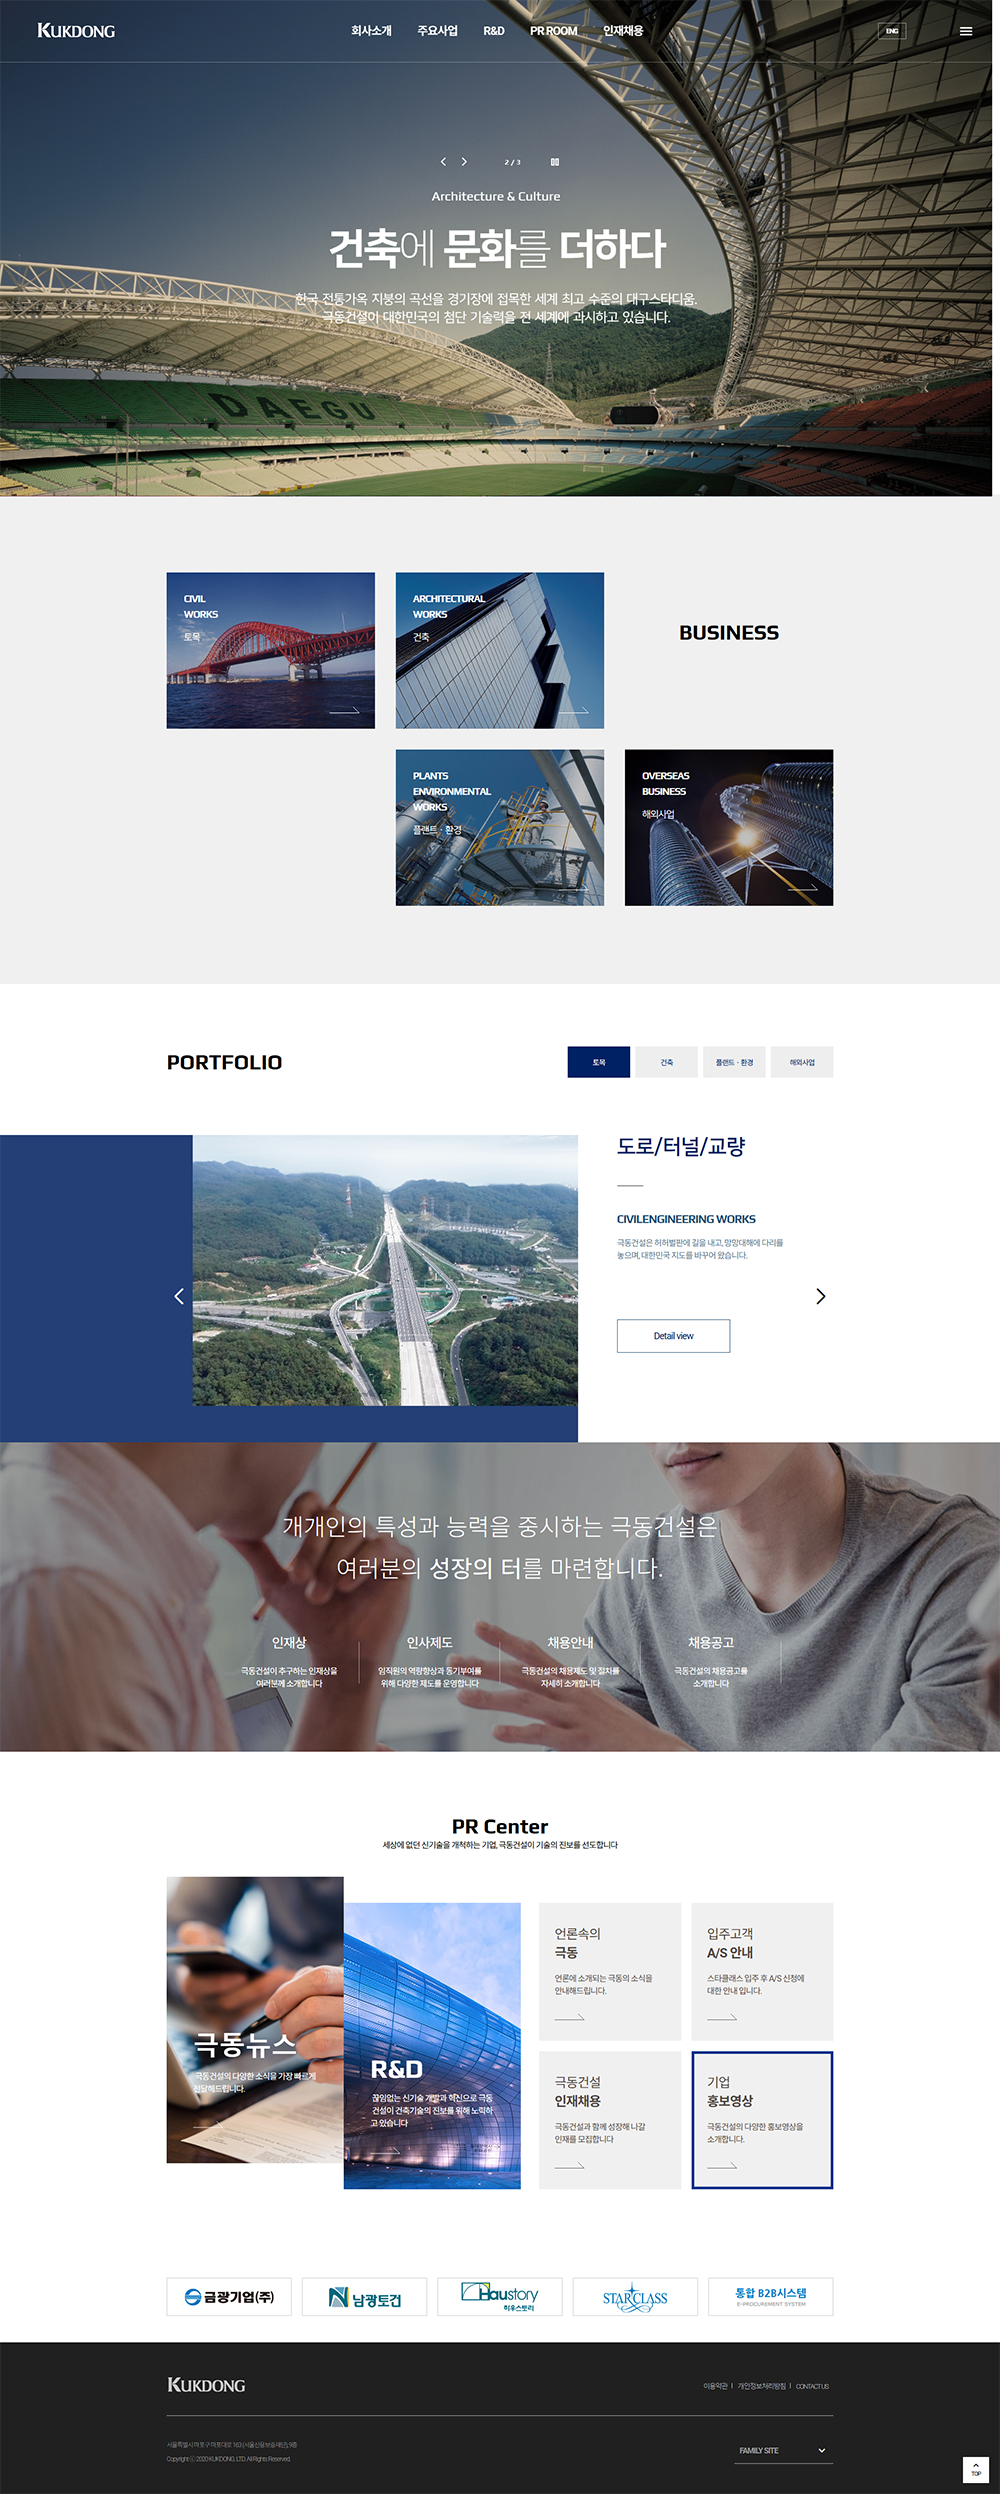 KUKDONG
회사소개
주요사업
R&D
PR ROOM
인재채용
ENG
2 / 3
Architecture & Culture
건축에 문화를 더하다
한국 전통가옥 지붕의 곡선을 경기장에 접목한 세계 최고 수준의 대구스타디움.
극동건설이 대한민국의 첨단 기술력을 전 세계에 과시하고 있습니다.
DAEGU
CIVIL
WORKS
토목
ARCHITECTURAL
WORKS
건축
BUSINESS
PLANTS
ENVIRONMENTAL
WORKS
플랜트 · 환경
OVERSEAS
BUSINESS
해외사업
PORTFOLIO
토목
건축
플랜트 · 환경
해외사업
도로/터널/교량
CIVILENGINEERING WORKS
극동건설은 허허벌판에 길을 내고, 망망대해에 다리를
놓으며, 대한민국 지도를 바꾸어 왔습니다.
Detail view
개개인의 특성과 능력을 중시하는 극동건설은
여러분의 성장의 터를 마련합니다.
인재상
극동건설이 추구하는 인재상을
여러분께 소개합니다
인사제도
임직원의 역량향상과 동기부여를
위해 다양한 제도를 운영합니다
채용안내
극동건설의 채용제도 및 절차를
자세히 소개합니다
채용공고
극동건설의 채용공고를
소개합니다
PR Center
세상에 없던 신기술을 개척하는 기업, 극동건설이 기술의 진보를 선도합니다
극동뉴스
극동건설의 다양한 소식을 가장 빠르게
전달해드립니다.
R&D
끊임없는 신기술 개발과 혁신으로 극동
건설이 건축기술의 진보를 위해 노력하
고 있습니다
언론속의
극동
언론에 소개되는 극동의 소식을
안내해드립니다.
입주고객
A/S 안내
스타클래스 입주 후 A/S 신청에
대한 안내 입니다.
극동건설
인재채용
극동건설과 함께 성장해 나갈
인재를 모집합니다
기업
홍보영상
극동건설의 다양한 홍보영상을
소개합니다.
금광기업(주)
남광토건
Haustory
하우스토리
STAR CLASS
통합 B2B시스템
E-PROCUREMENT SYSTEM
KUKDONG
이용약관 | 개인정보처리방침 | CONTACT US
서울특별시 마포구 마포대로 163 (서울신용보증재단), 9층
Copyright ⓒ 2020 KUKDONG. LTD. All Rights Reserved.
FAMILY SITE
TOP